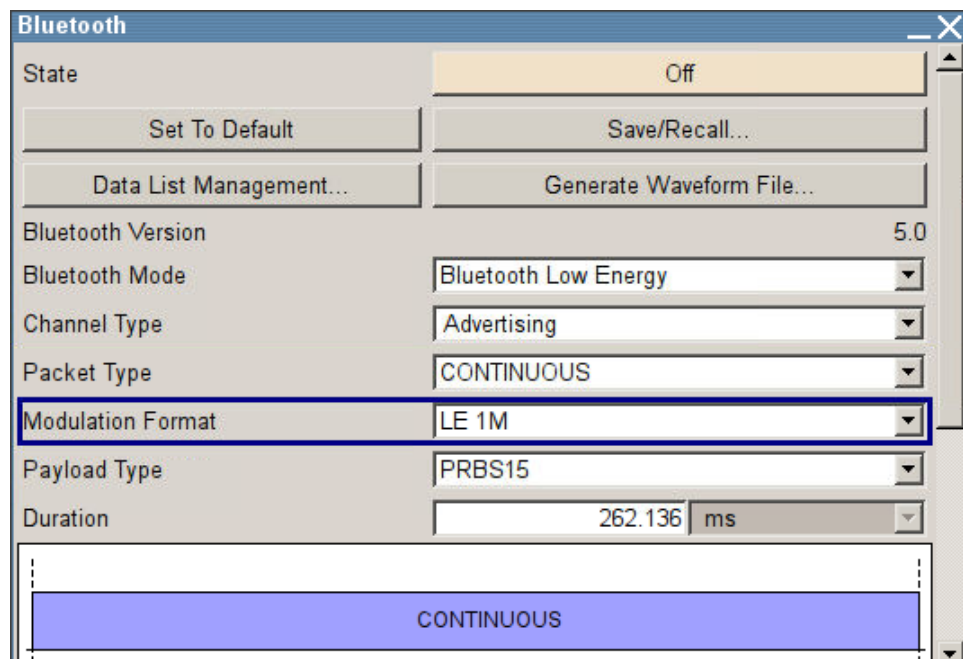 Bluetooth
State Off
Set To Default Save/Recall...
Data List Management... Generate Waveform File...
Bluetooth Version 5.0
Bluetooth Mode Bluetooth Low Energy
Channel Type Advertising
Packet Type CONTINUOUS
Modulation Format LE 1M
Payload Type PRBS15
Duration 262.136 ms
CONTINUOUS